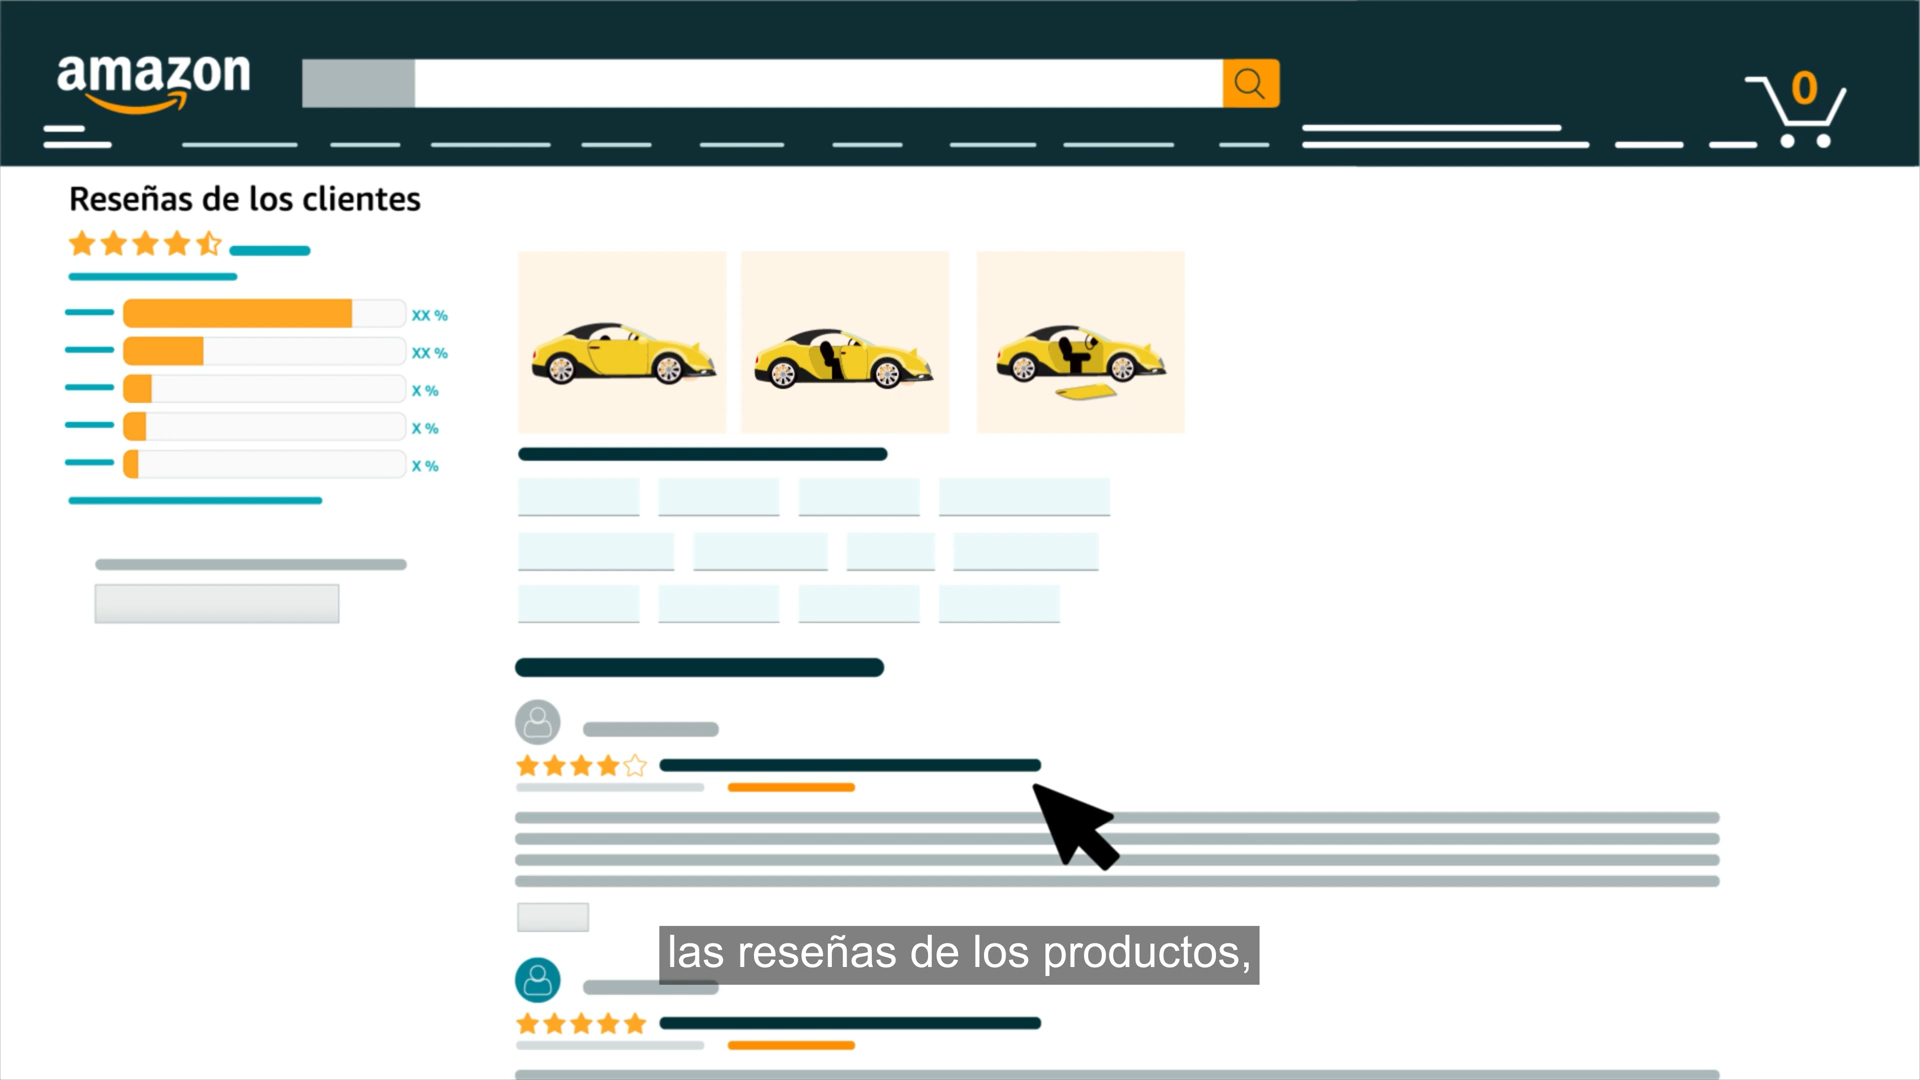 amazon
0
Reseñas de los clientes
XX %
XX %
X %
X %
X %
las reseñas de los productos,